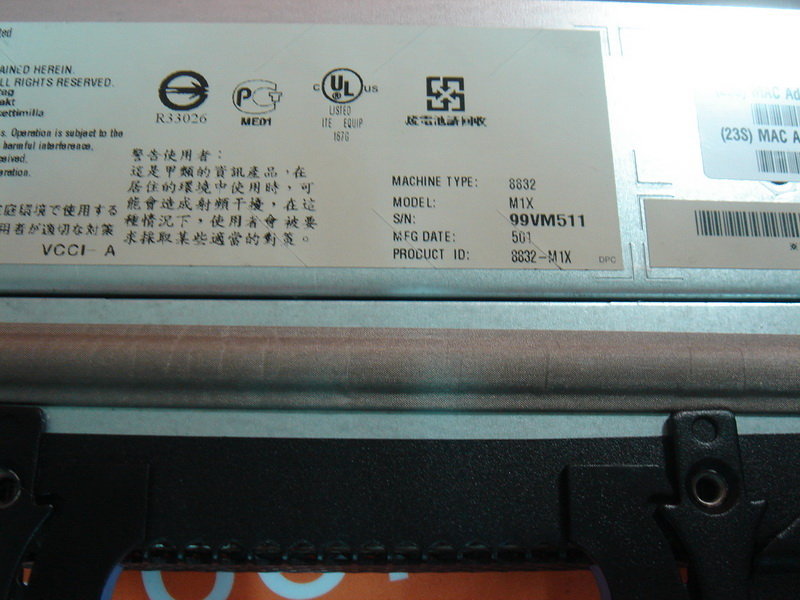 ted
AINED HEREIN.
LL RIGHTS RESERVED.
s. Operation is subject to the
harmful interference,
ceived,
eration.
家庭環境で使用する
用者が適切な対策
VCCI-A
R33026
ME01
C UL US
LISTED
ITE EQUIP
167G
廢電池請回收
警告使用者：
這是甲類的資訊產品，在
居住的環境中使用時，可
能會造成射頻干擾，在這
種情況下，使用者會被要
求採取某些適當的對策。
MACHINE TYPE: 8832
MODEL: M1X
S/N: 99VM511
MFG DATE: 501
PRODUCT ID: 8832-M1X
DPC
MAC Ad
(23S) MAC A